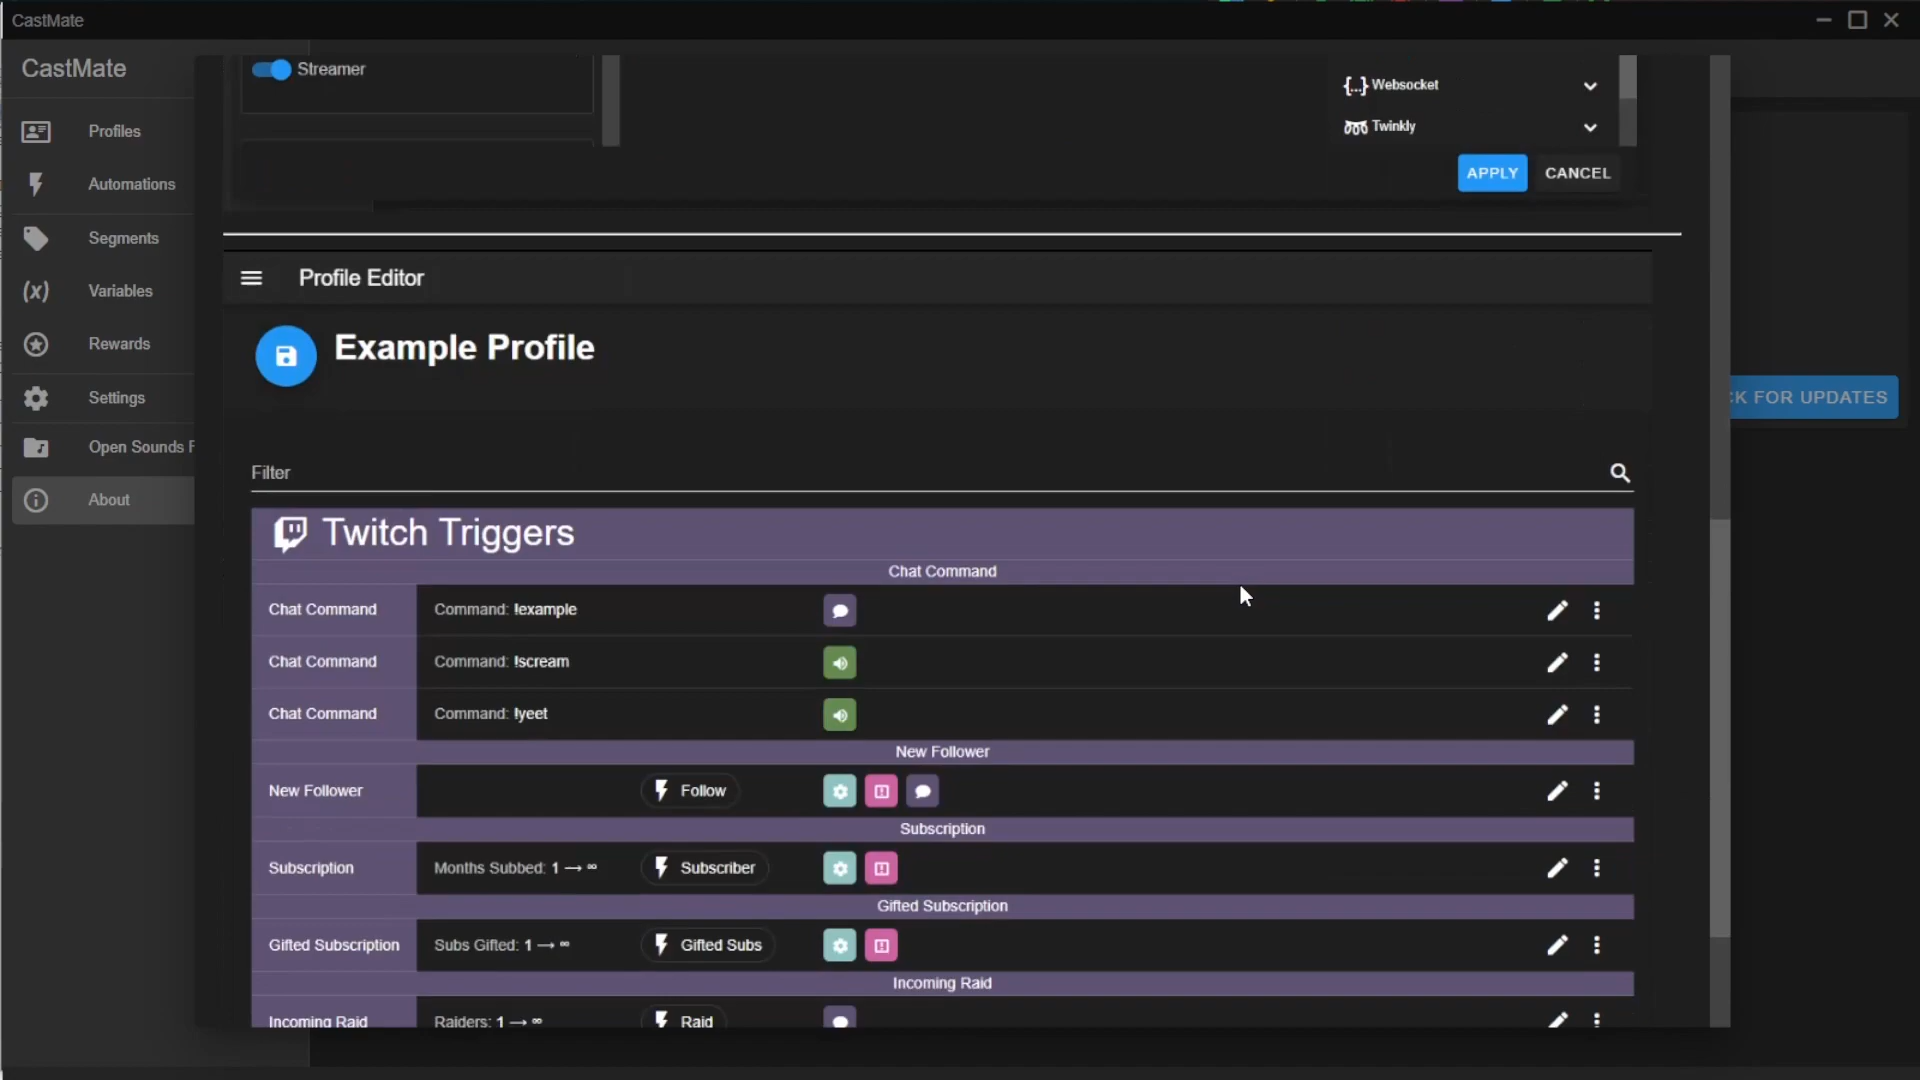 CastMate
CastMate
Profiles
Automations
Segments
Variables
Rewards
Settings
Open Sounds F
About
Streamer
{...} Websocket
Twinkly
APPLY
CANCEL
Profile Editor
Example Profile
CK FOR UPDATES
Filter
Twitch Triggers
Chat Command
Chat Command Command: !example
Chat Command Command: !scream
Chat Command Command: !yeet
New Follower
New Follower Follow
Subscription
Subscription Months Subbed: 1 → ∞ Subscriber
Gifted Subscription
Gifted Subscription Subs Gifted: 1 → ∞ Gifted Subs
Incoming Raid
Incoming Raid Raiders: 1 → ∞ Raid